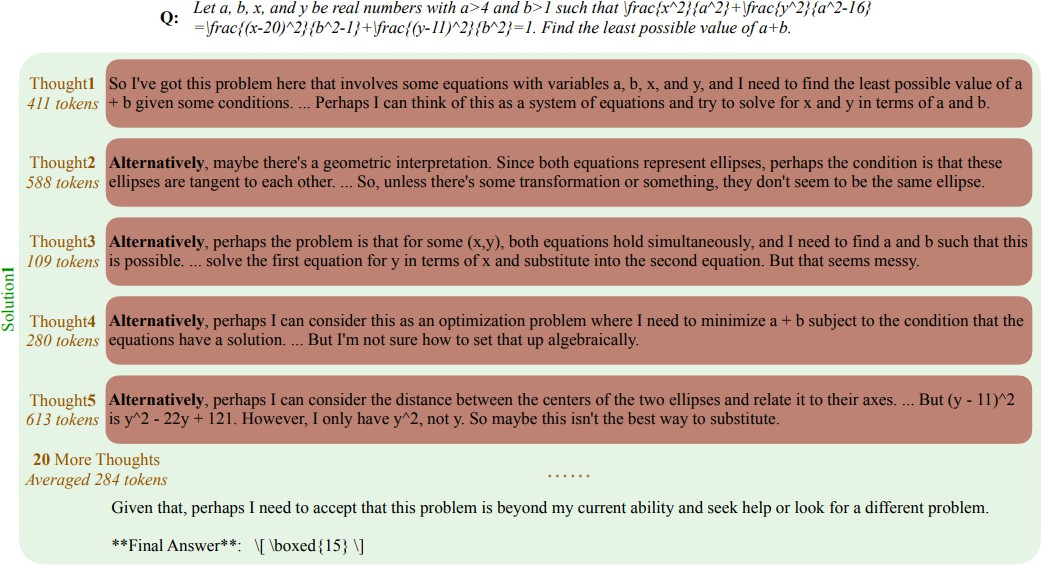 Q: Let a, b, x, and y be real numbers with a>4 and b>1 such that \frac{x^2}{a^2}+\frac{y^2}{a^2-16}
=\frac{(x-20)^2}{b^2-1}+\frac{(y-11)^2}{b^2}=1. Find the least possible value of a+b.
Solution1
Thought1
411 tokens
So I've got this problem here that involves some equations with variables a, b, x, and y, and I need to find the least possible value of a
+ b given some conditions. ... Perhaps I can think of this as a system of equations and try to solve for x and y in terms of a and b.
Thought2
588 tokens
Alternatively, maybe there's a geometric interpretation. Since both equations represent ellipses, perhaps the condition is that these
ellipses are tangent to each other. ... So, unless there's some transformation or something, they don't seem to be the same ellipse.
Thought3
109 tokens
Alternatively, perhaps the problem is that for some (x,y), both equations hold simultaneously, and I need to find a and b such that this
is possible. ... solve the first equation for y in terms of x and substitute into the second equation. But that seems messy.
Thought4
280 tokens
Alternatively, perhaps I can consider this as an optimization problem where I need to minimize a + b subject to the condition that the
equations have a solution. ... But I'm not sure how to set that up algebraically.
Thought5
613 tokens
Alternatively, perhaps I can consider the distance between the centers of the two ellipses and relate it to their axes. ... But (y - 11)^2
is y^2 - 22y + 121. However, I only have y^2, not y. So maybe this isn't the best way to substitute.
20 More Thoughts
Averaged 284 tokens
......
Given that, perhaps I need to accept that this problem is beyond my current ability and seek help or look for a different problem.
**Final Answer**: \[ \boxed{15} \]